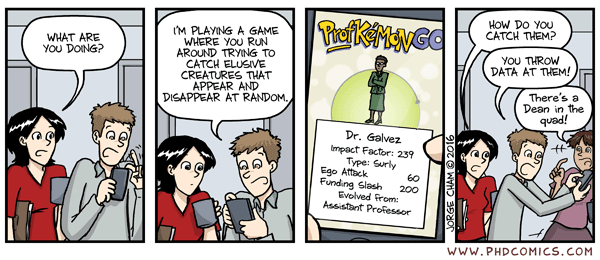 WHAT ARE
YOU DOING?
I'M PLAYING A GAME
WHERE YOU RUN
AROUND TRYING TO
CATCH ELUSIVE
CREATURES THAT
APPEAR AND
DISAPPEAR AT RANDOM.
ProfKéMON GO
Dr. Galvez
Impact Factor: 239
Type: Surly
Ego Attack 60
Funding Slash 200
Evolved From:
Assistant Professor
HOW DO YOU
CATCH THEM?
YOU THROW
DATA AT THEM!
There's a
Dean in the
quad!
JORGE CHAM © 2016
WWW.PHDCOMICS.COM